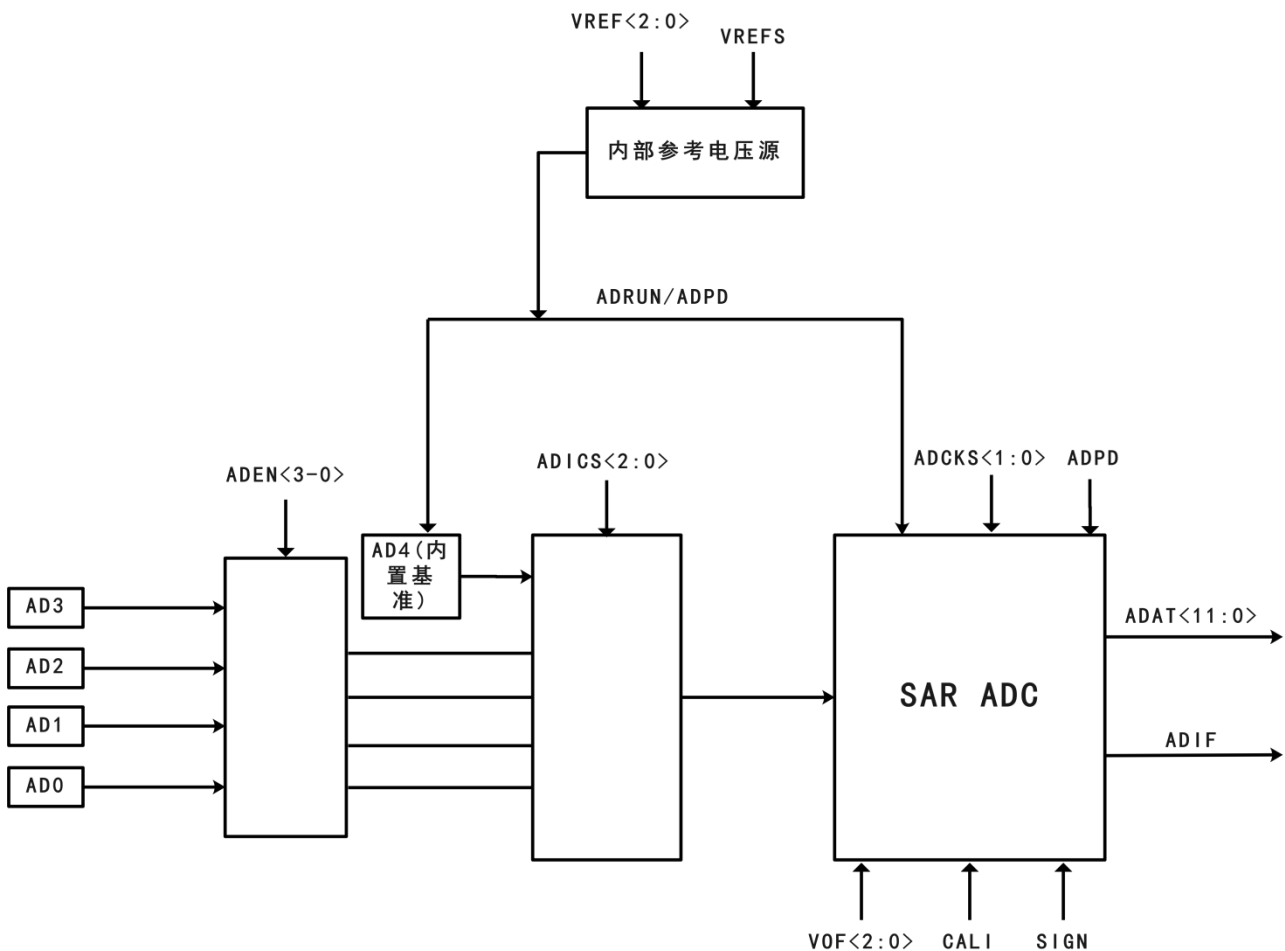 VREF<2:0>
VREFS
内部参考电压源
ADRUN/ADPD
ADEN<3-0>
ADICS<2:0>
ADCKS<1:0>
ADPD
AD4(内
置基
准)
AD3
AD2
AD1
AD0
SAR ADC
ADAT<11:0>
ADIF
VOF<2:0>
CALI
SIGN